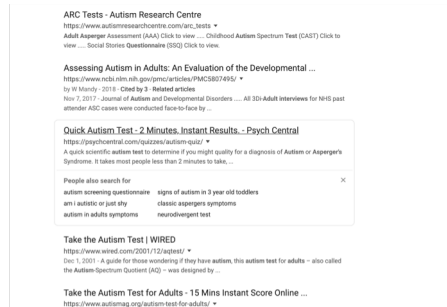 ARC Tests - Autism Research Centre
https://www.autismresearchcentre.com/arc_tests ▼
Adult Asperger Assessment (AAA) Click to view ..... Childhood Autism Spectrum Test (CAST) Click to
view ..... Social Stories Questionnaire (SSQ) Click to view.
Assessing Autism in Adults: An Evaluation of the Developmental ...
https://www.ncbi.nlm.nih.gov/pmc/articles/PMC5807495/ ▼
by W Mandy - 2018 - Cited by 3 - Related articles
Nov 7, 2017 - Journal of Autism and Developmental Disorders ..... All 3Di-Adult interviews for NHS past
attender ASC cases were conducted face-to-face by ...
Quick Autism Test - 2 Minutes, Instant Results. - Psych Central
https://psychcentral.com/quizzes/autism-quiz/ ▼
A quick scientific autism test to determine if you might qualify for a diagnosis of Autism or Asperger's
Syndrome. It takes most people less than 2 minutes to take, ...
People also search for
autism screening questionnaire signs of autism in 3 year old toddlers
am i autistic or just shy classic aspergers symptoms
autism in adults symptoms neurodivergent test
Take the Autism Test | WIRED
https://www.wired.com/2001/12/aqtest/ ▼
Dec 1, 2001 - A guide for those wondering if they have autism, this autism test for adults – also called
the Autism-Spectrum Quotient (AQ) – was designed by ...
Take the Autism Test for Adults - 15 Mins Instant Score Online ...
https://www.autismag.org/autism-test-for-adults/ ▼